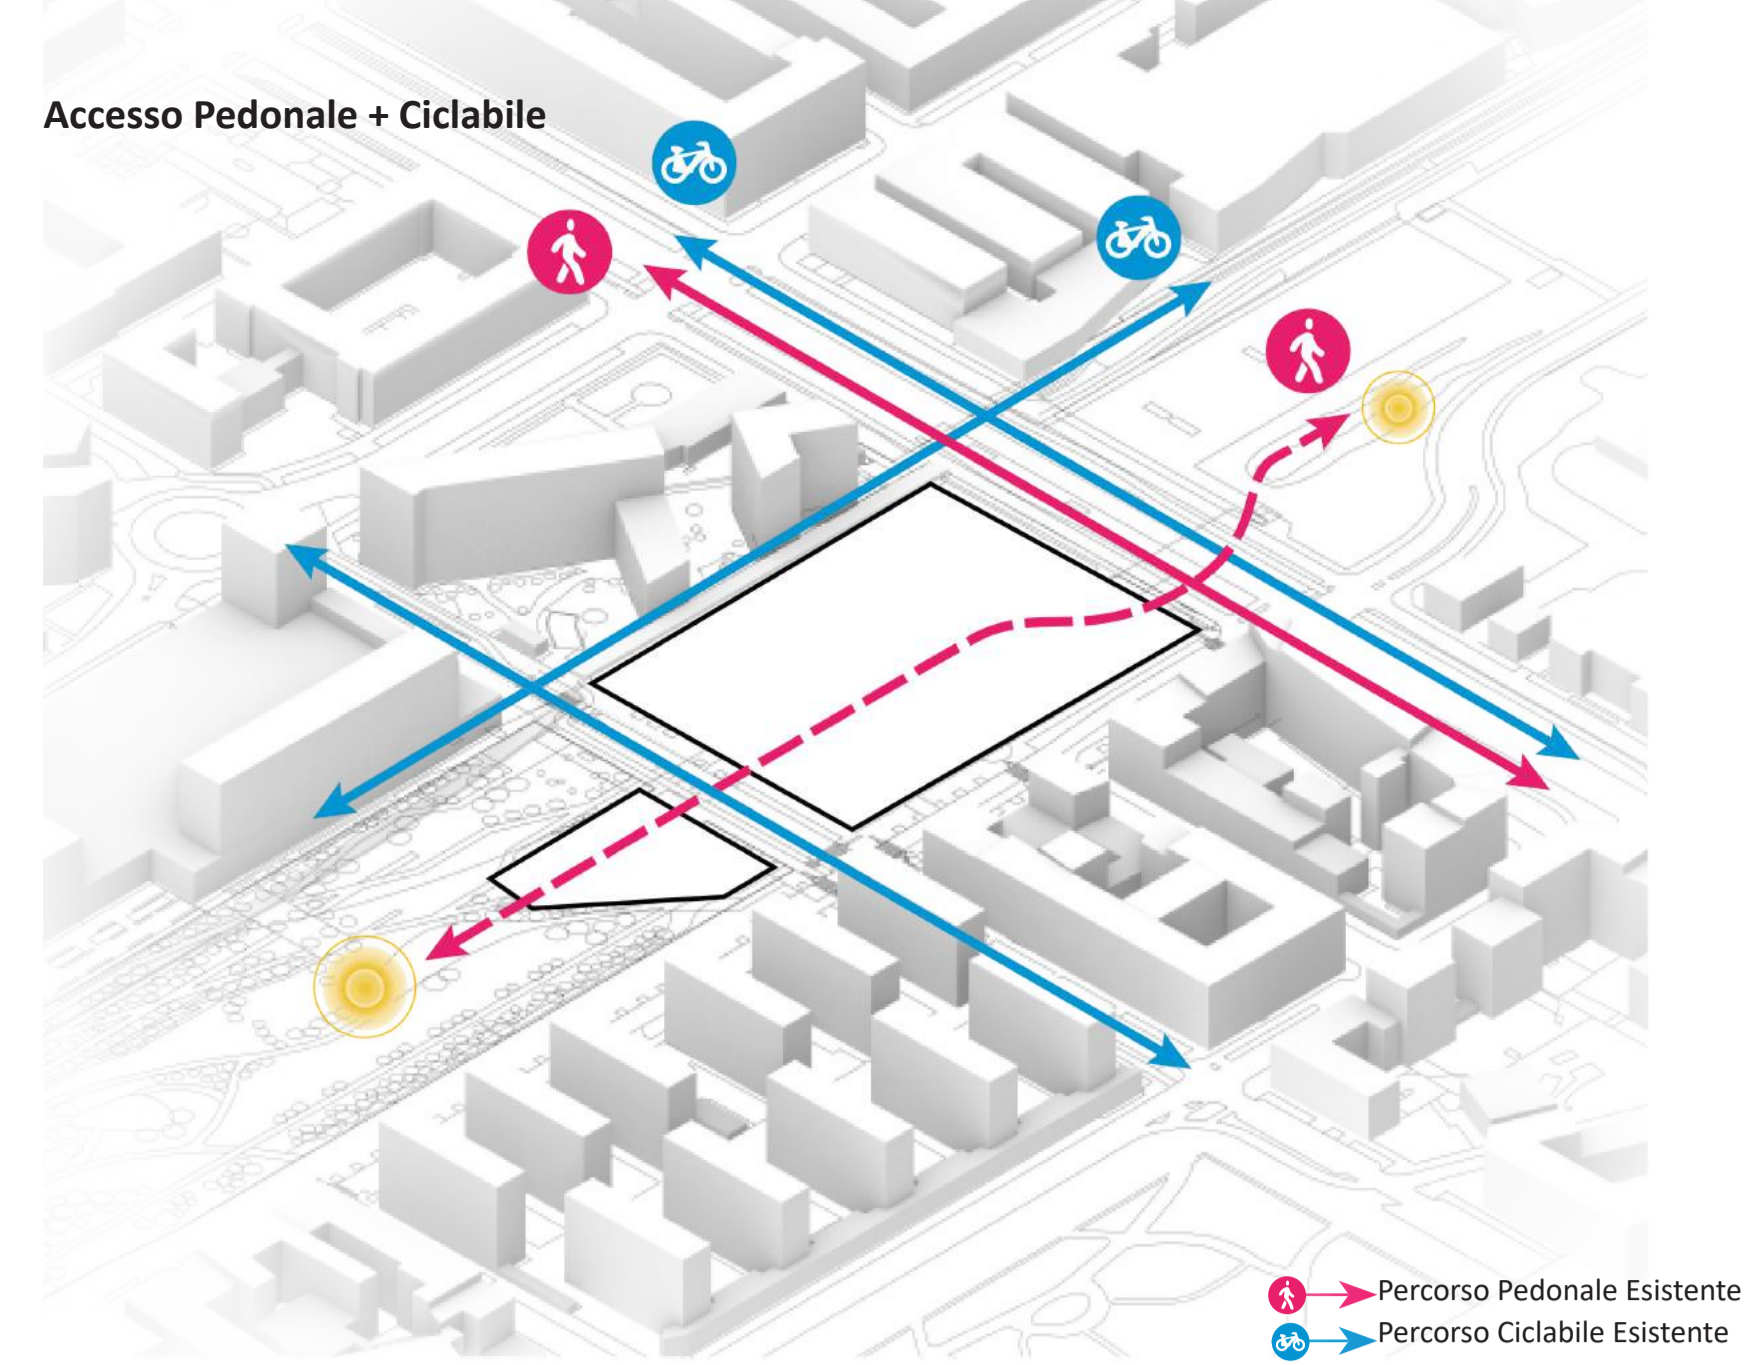 Accesso Pedonale + Ciclabile
Percorso Pedonale Esistente
Percorso Ciclabile Esistente